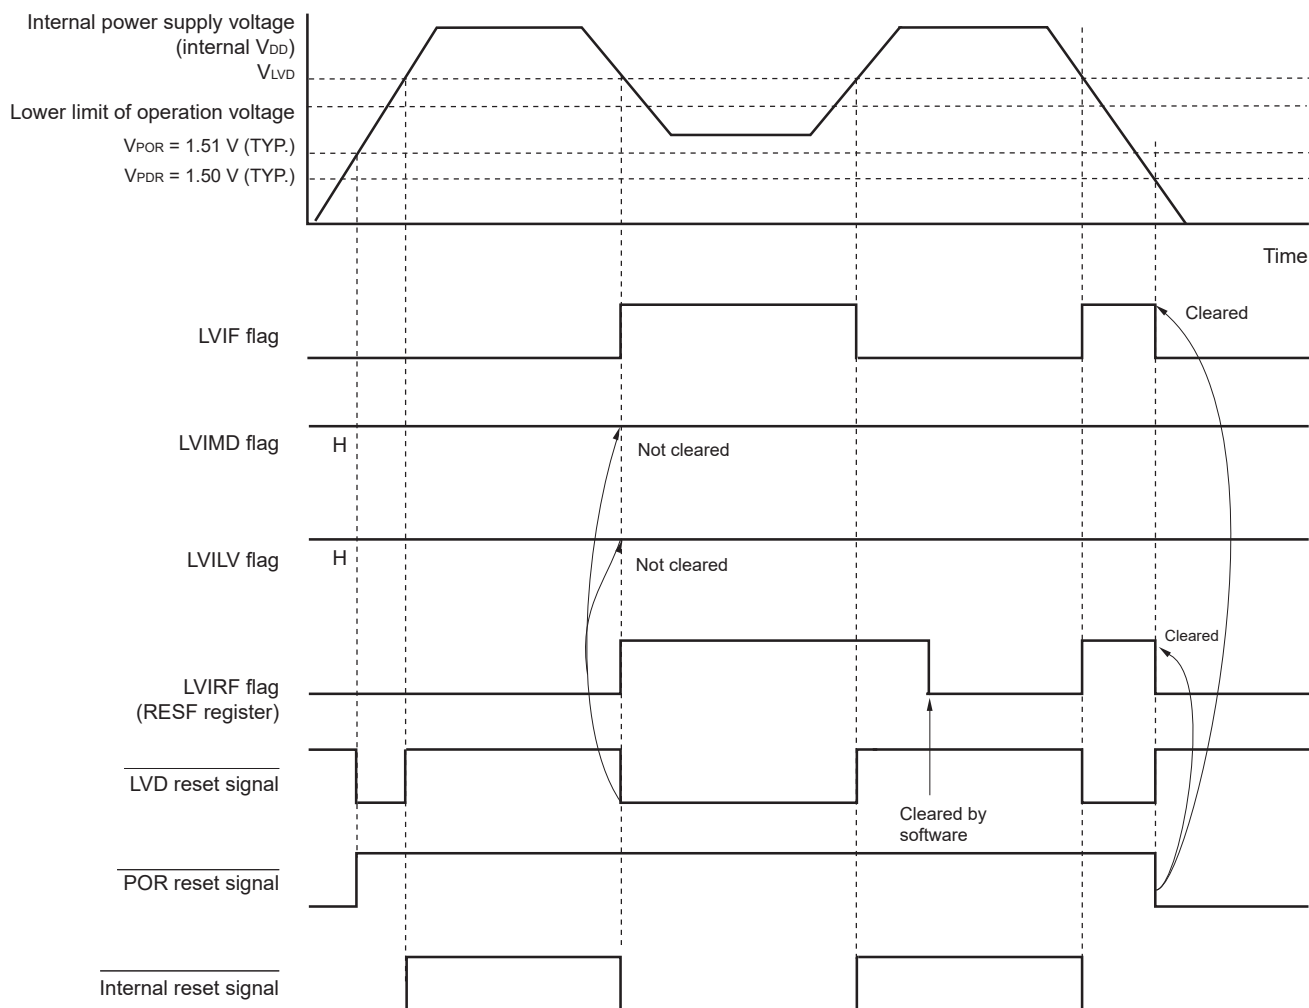 Internal power supply voltage
(internal VDD)
VLVD
Lower limit of operation voltage
VPOR = 1.51 V (TYP.)
VPDR = 1.50 V (TYP.)
Time
LVIF flag
Cleared
LVIMD flag
H
Not cleared
LVILV flag
H
Not cleared
LVIRF flag
(RESF register)
Cleared
LVD reset signal
Cleared by
software
POR reset signal
Internal reset signal